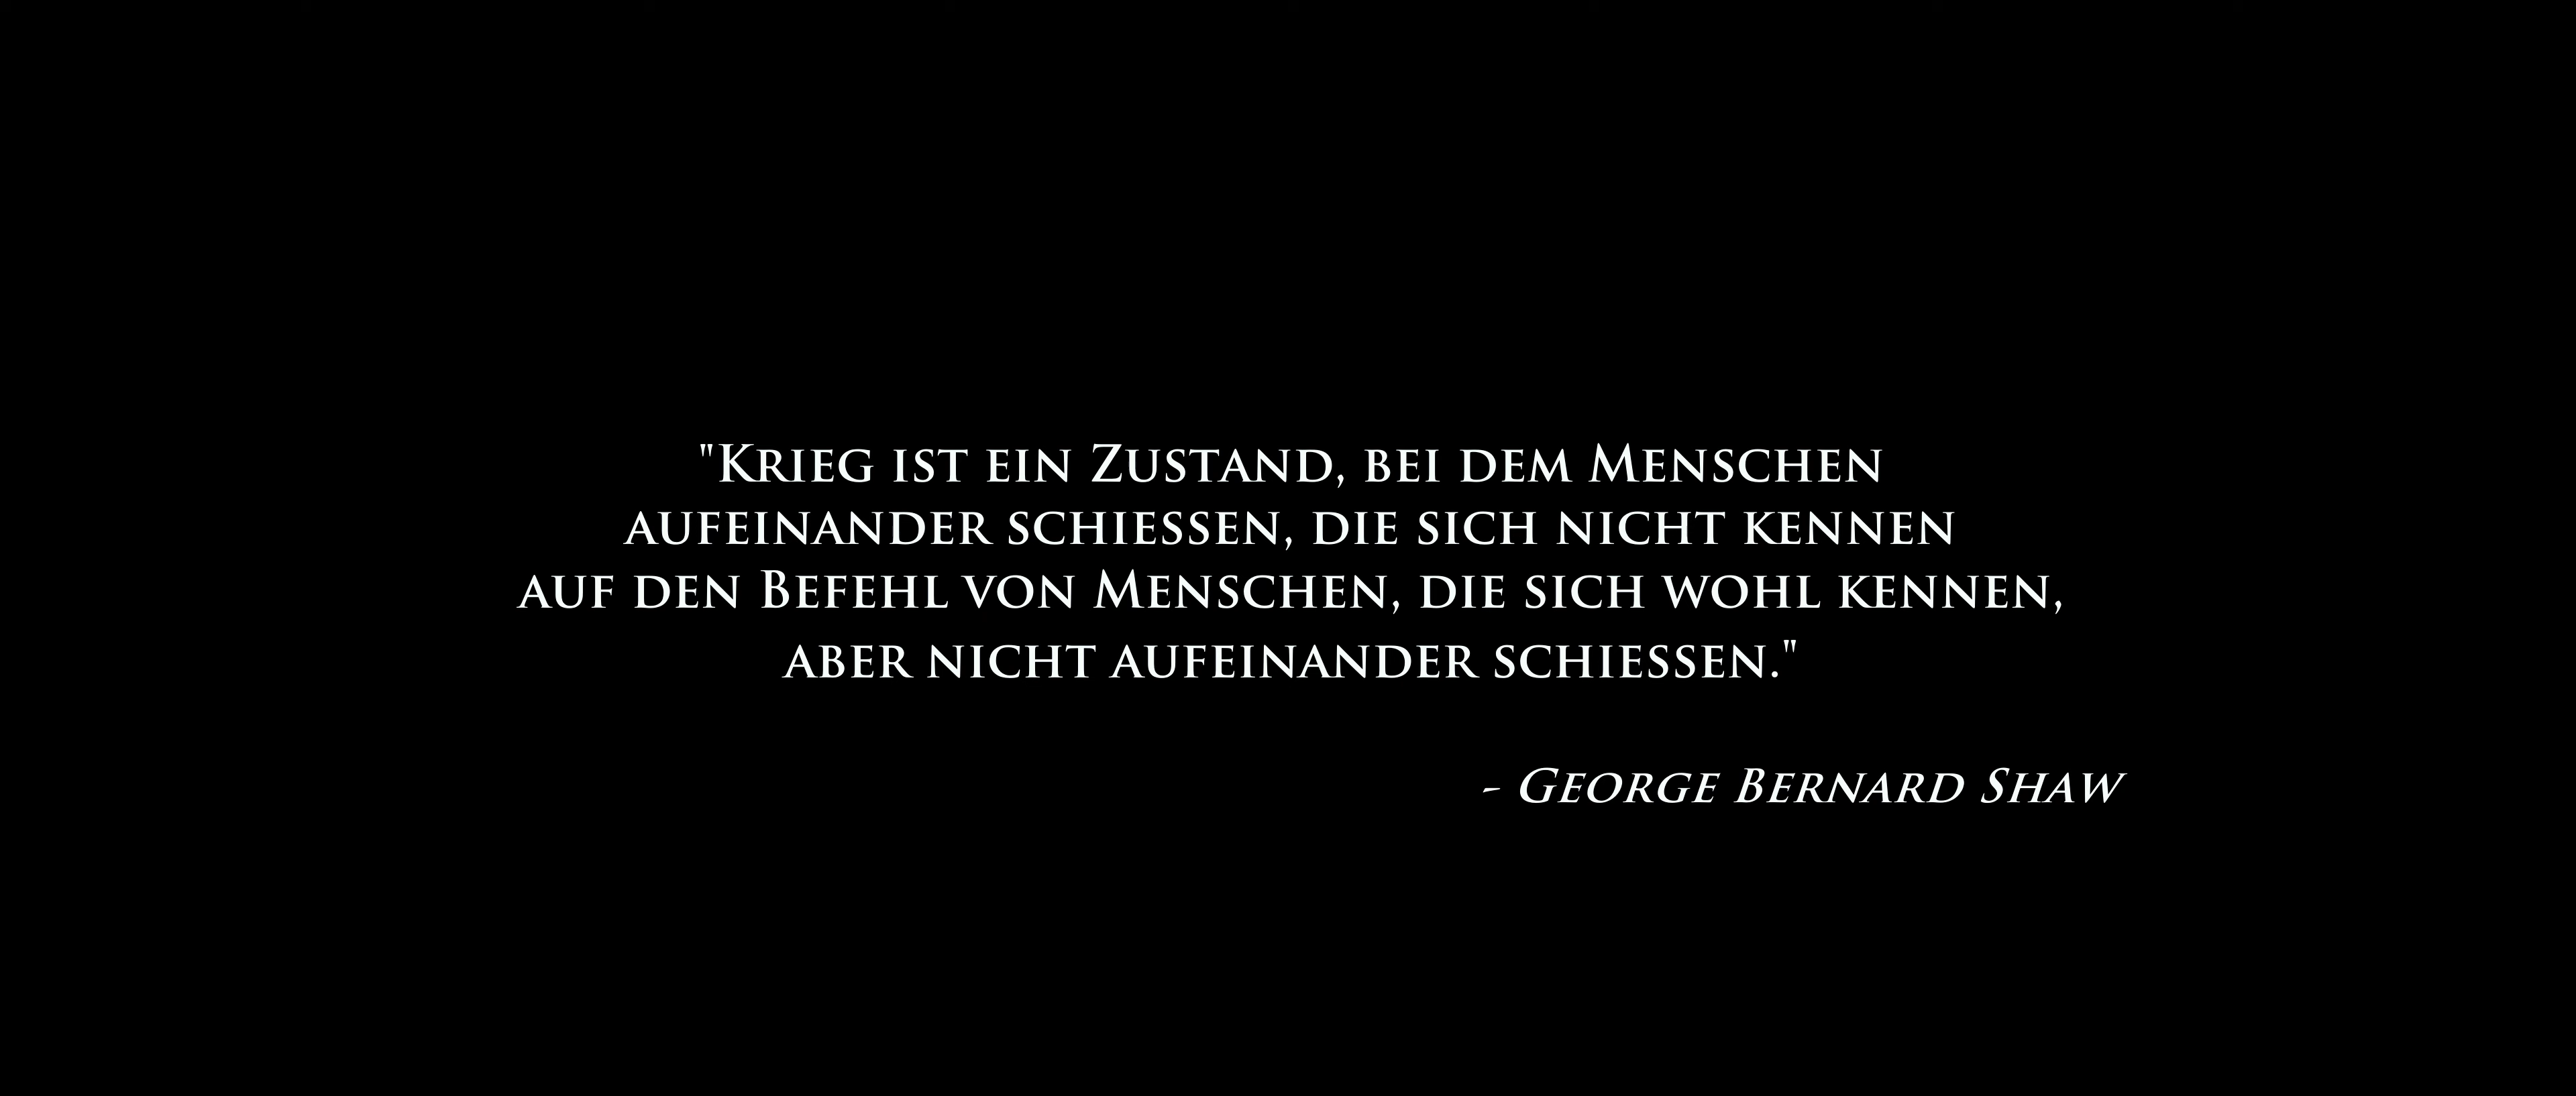 "Krieg ist ein Zustand, bei dem Menschen
aufeinander schiessen, die sich nicht kennen
auf den Befehl von Menschen, die sich wohl kennen,
aber nicht aufeinander schiessen."
- George Bernard Shaw